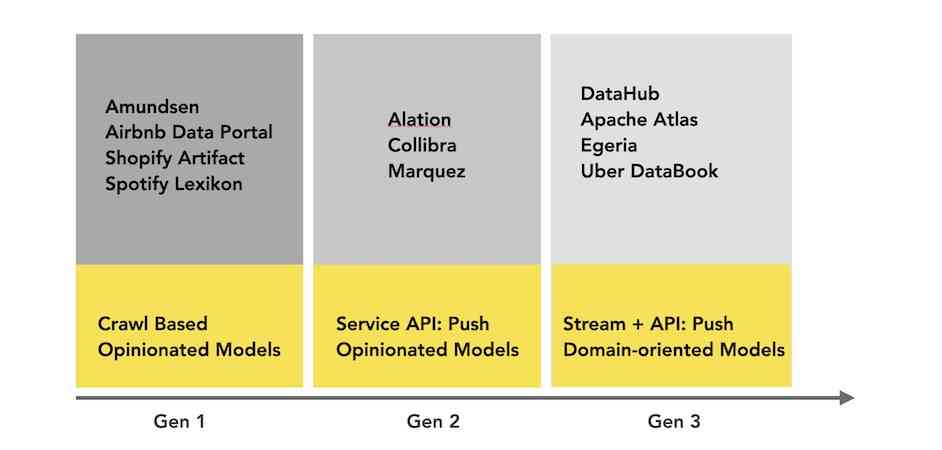 Amundsen
Airbnb Data Portal
Shopify Artifact
Spotify Lexikon
Alation
Collibra
Marquez
DataHub
Apache Atlas
Egeria
Uber DataBook
Crawl Based
Opinionated Models
Service API: Push
Opinionated Models
Stream + API: Push
Domain-oriented Models
Gen 1
Gen 2
Gen 3